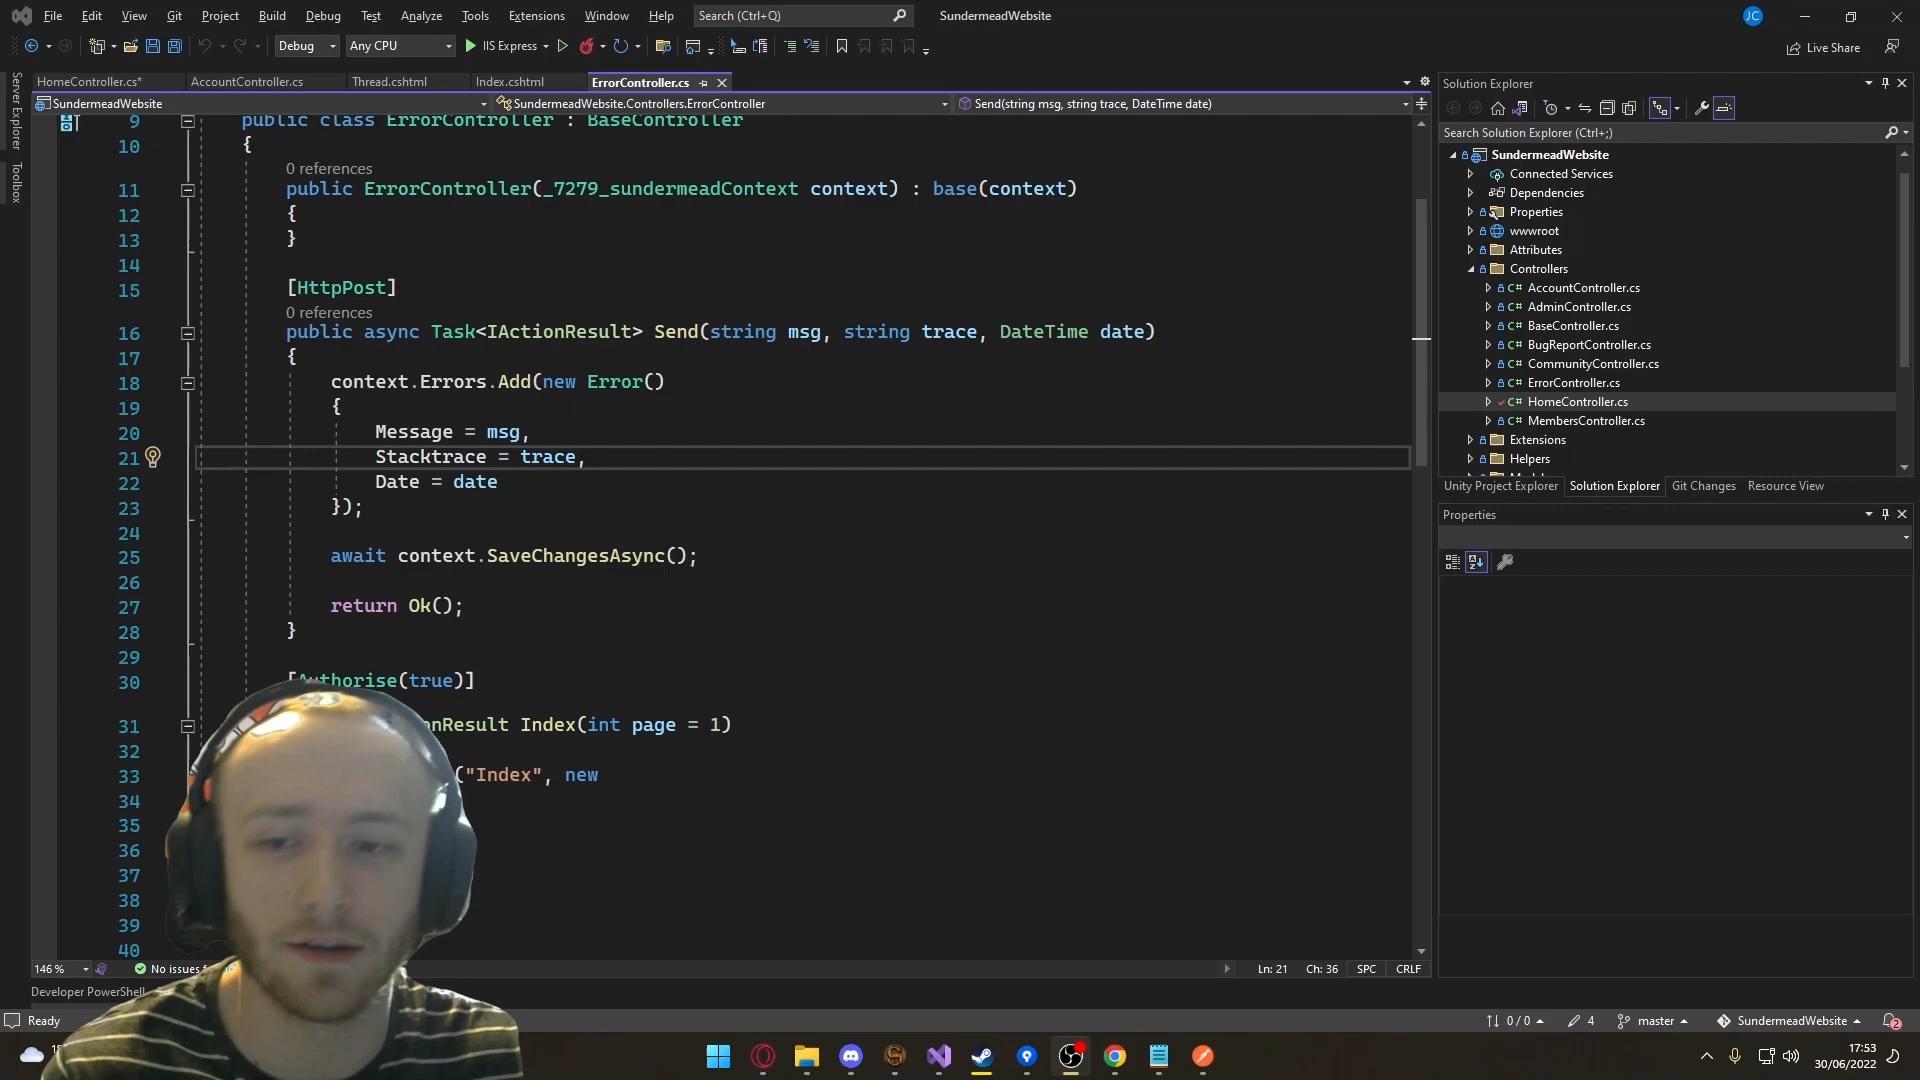 File Edit View Git Project Build Debug Test Analyze Tools Extensions Window Help Search (Ctrl+Q) SundermeadWebsite JC
Debug Any CPU IIS Express Live Share
HomeController.cs* AccountController.cs Thread.cshtml Index.cshtml ErrorController.cs
SundermeadWebsite SundermeadWebsite.Controllers.ErrorController Send(string msg, string trace, DateTime date)
Server Explorer
Toolbox
9 public class ErrorController : BaseController
10 {
0 references
11 public ErrorController(_7279_sundermeadContext context) : base(context)
12 {
13 }
14
15 [HttpPost]
0 references
16 public async Task<IActionResult> Send(string msg, string trace, DateTime date)
17 {
18 context.Errors.Add(new Error()
19 {
20 Message = msg,
21 Stacktrace = trace,
22 Date = date
23 });
24
25 await context.SaveChangesAsync();
26
27 return Ok();
28 }
29
30 [Authorise(true)]
31 Index(int page = 1)
32
33 ("Index", new
34
35
36
37
38
39
40
146 % No issues Ln: 21 Ch: 36 SPC CRLF
Developer PowerShell
Solution Explorer
Search Solution Explorer (Ctrl+;)
SundermeadWebsite
Connected Services
Dependencies
Properties
wwwroot
Attributes
Controllers
C# AccountController.cs
C# AdminController.cs
C# BaseController.cs
C# BugReportController.cs
C# CommunityController.cs
C# ErrorController.cs
C# HomeController.cs
C# MembersController.cs
Extensions
Helpers
Unity Project Explorer Solution Explorer Git Changes Resource View
Properties
Ready 0 / 0 4 master SundermeadWebsite 2
17:53
30/06/2022